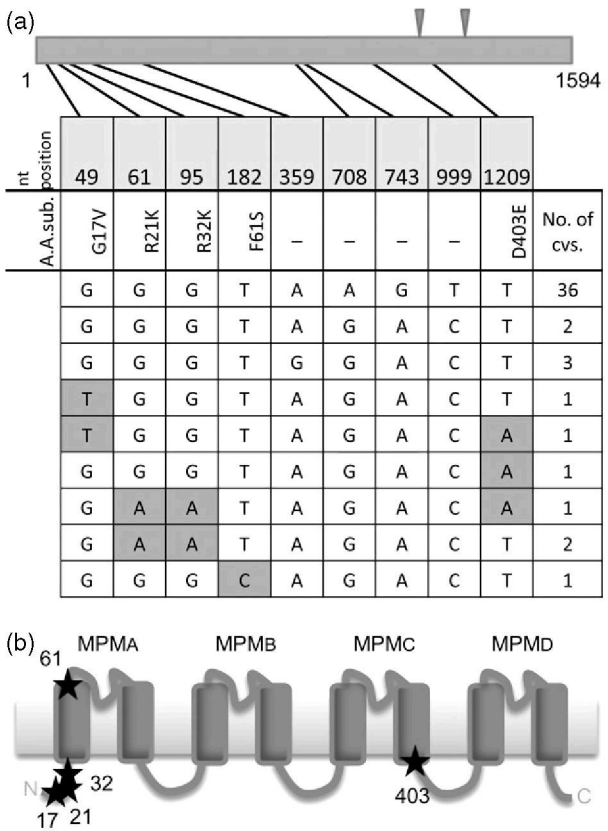 (a)
1 1594
nt position 49 61 95 182 359 708 743 999 1209
A.A.sub. G17V R21K R32K F61S – – – – D403E No. of cvs.
G G G T A A G T T 36
G G G T A G A C T 2
G G G T G G A C T 3
T G G T A G A C T 1
T G G T A G A C A 1
G G G T A G A C A 1
G A A T A G A C A 1
G A A T A G A C T 2
G G G C A G A C T 1
(b)
MPMA MPMB MPMC MPMD
61
N 32 403 C
17 21